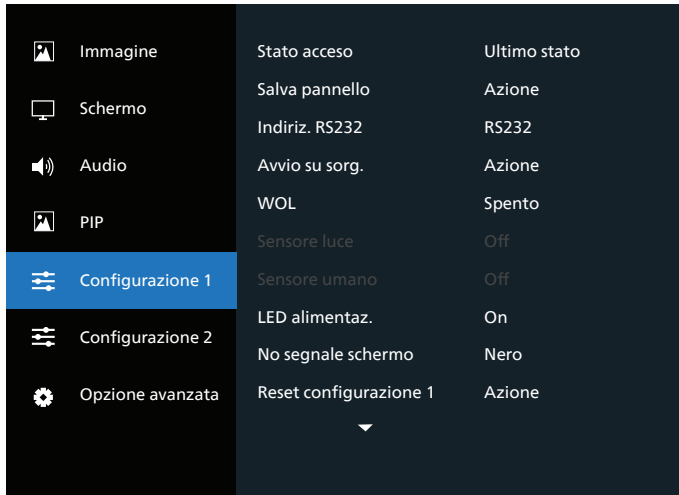 Immagine
Schermo
Audio
PIP
Configurazione 1
Configurazione 2
Opzione avanzata
Stato acceso Ultimo stato
Salva pannello Azione
Indiriz. RS232 RS232
Avvio su sorg. Azione
WOL Spento
Sensore luce Off
Sensore umano Off
LED alimentaz. On
No segnale schermo Nero
Reset configurazione 1 Azione